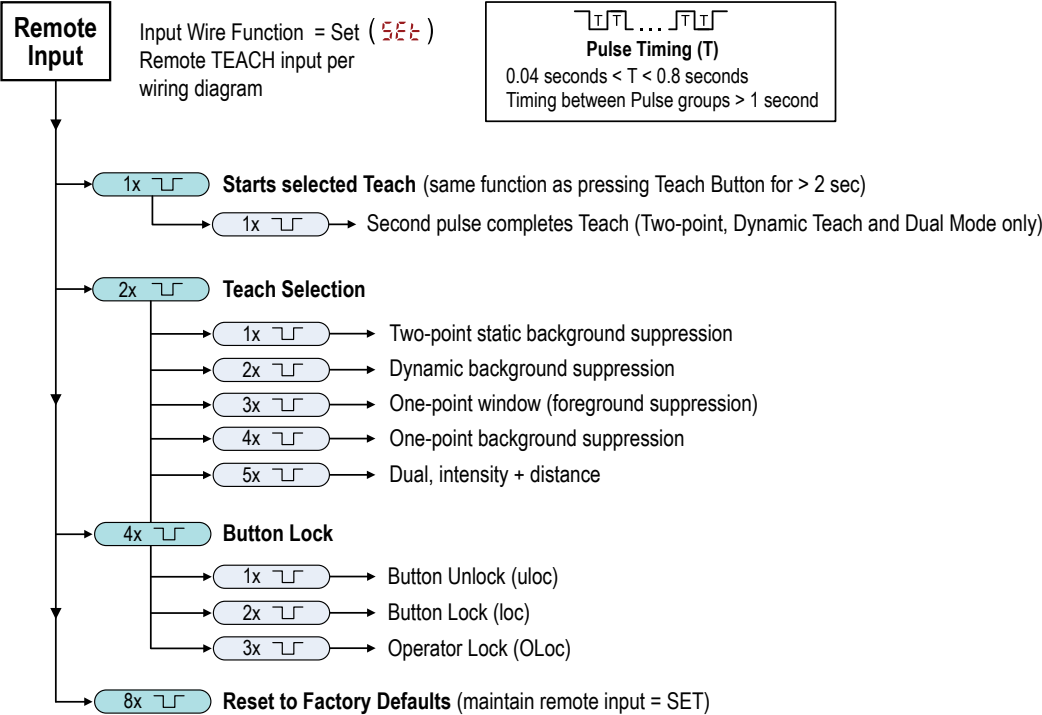 Remote
Input
Input Wire Function = Set ( SEt )
Remote TEACH input per
wiring diagram
T T ... T T
Pulse Timing (T)
0.04 seconds < T < 0.8 seconds
Timing between Pulse groups > 1 second
1x Starts selected Teach (same function as pressing Teach Button for > 2 sec)
1x Second pulse completes Teach (Two-point, Dynamic Teach and Dual Mode only)
2x Teach Selection
1x Two-point static background suppression
2x Dynamic background suppression
3x One-point window (foreground suppression)
4x One-point background suppression
5x Dual, intensity + distance
4x Button Lock
1x Button Unlock (uloc)
2x Button Lock (loc)
3x Operator Lock (OLoc)
8x Reset to Factory Defaults (maintain remote input = SET)